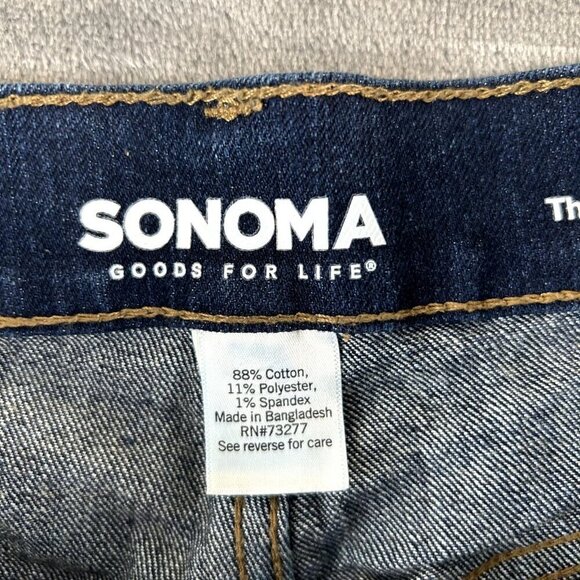 SONOMA
GOODS FOR LIFE®
Th
88% Cotton,
11% Polyester,
1% Spandex
Made in Bangladesh
RN#73277
See reverse for care